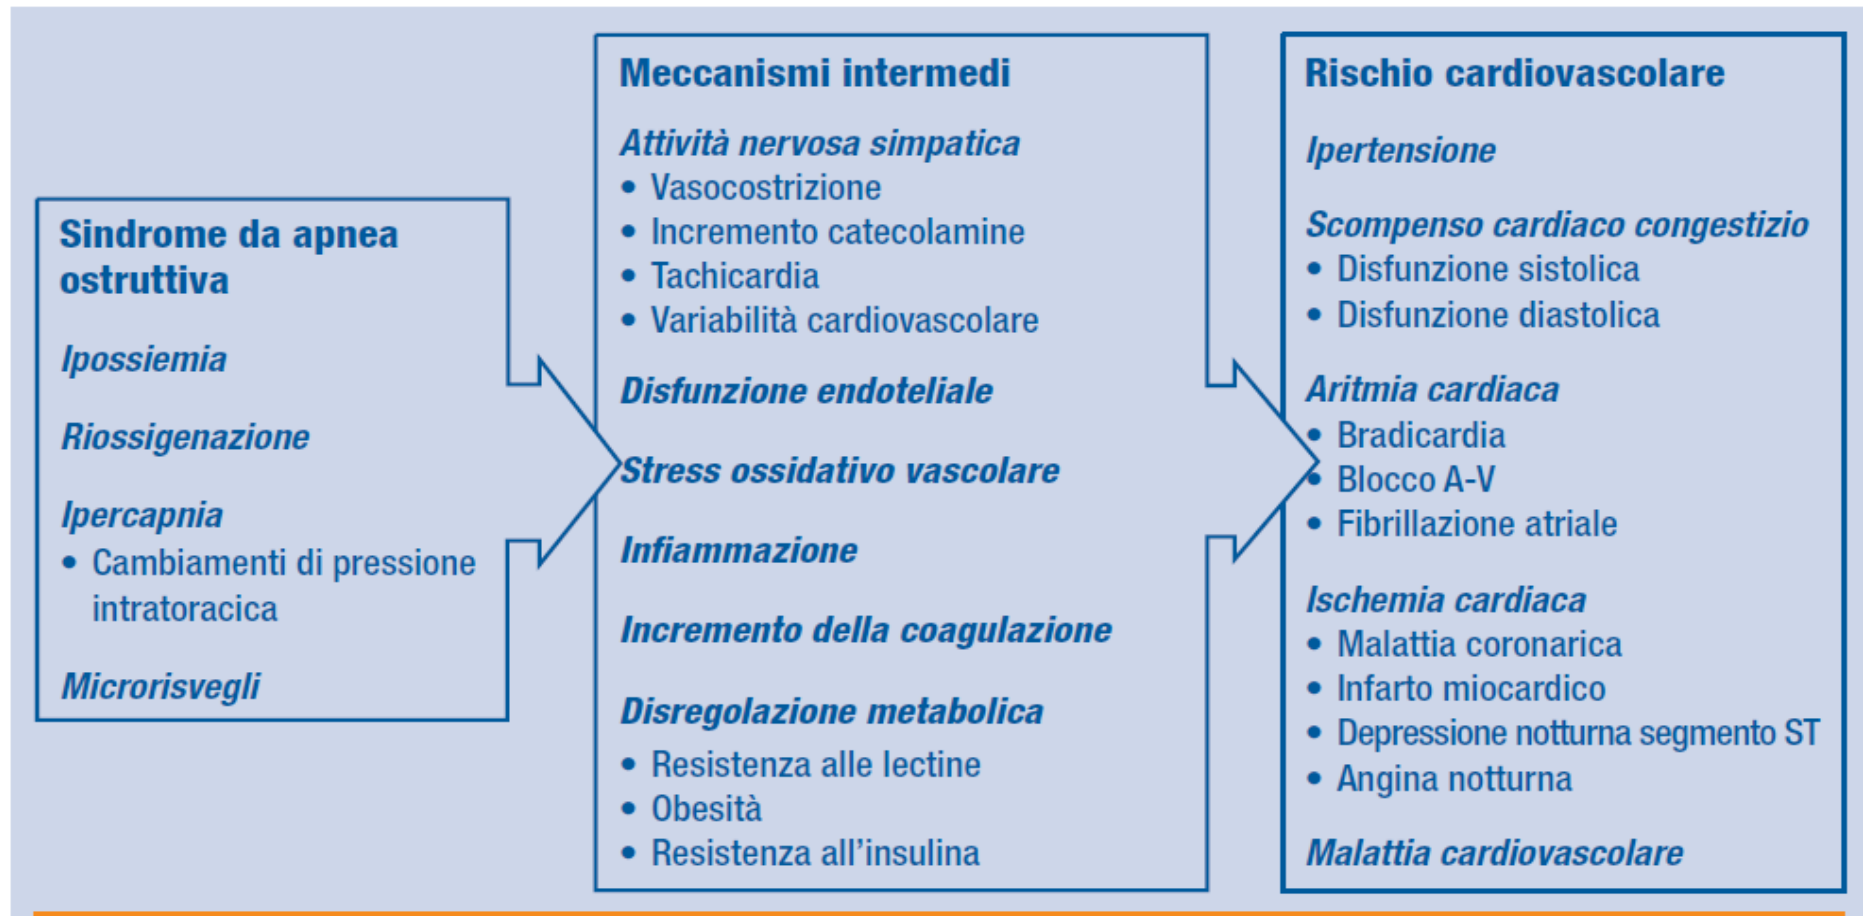 Sindrome da apnea
ostruttiva
Ipossiemia
Riossigenazione
Ipercapnia
• Cambiamenti di pressione
intratoracica
Microrisvegli
Meccanismi intermedi
Attività nervosa simpatica
• Vasocostrizione
• Incremento catecolamine
• Tachicardia
• Variabilità cardiovascolare
Disfunzione endoteliale
Stress ossidativo vascolare
Infiammazione
Incremento della coagulazione
Disregolazione metabolica
• Resistenza alle lectine
• Obesità
• Resistenza all'insulina
Rischio cardiovascolare
Ipertensione
Scompenso cardiaco congestizio
• Disfunzione sistolica
• Disfunzione diastolica
Aritmia cardiaca
• Bradicardia
• Blocco A-V
• Fibrillazione atriale
Ischemia cardiaca
• Malattia coronarica
• Infarto miocardico
• Depressione notturna segmento ST
• Angina notturna
Malattia cardiovascolare